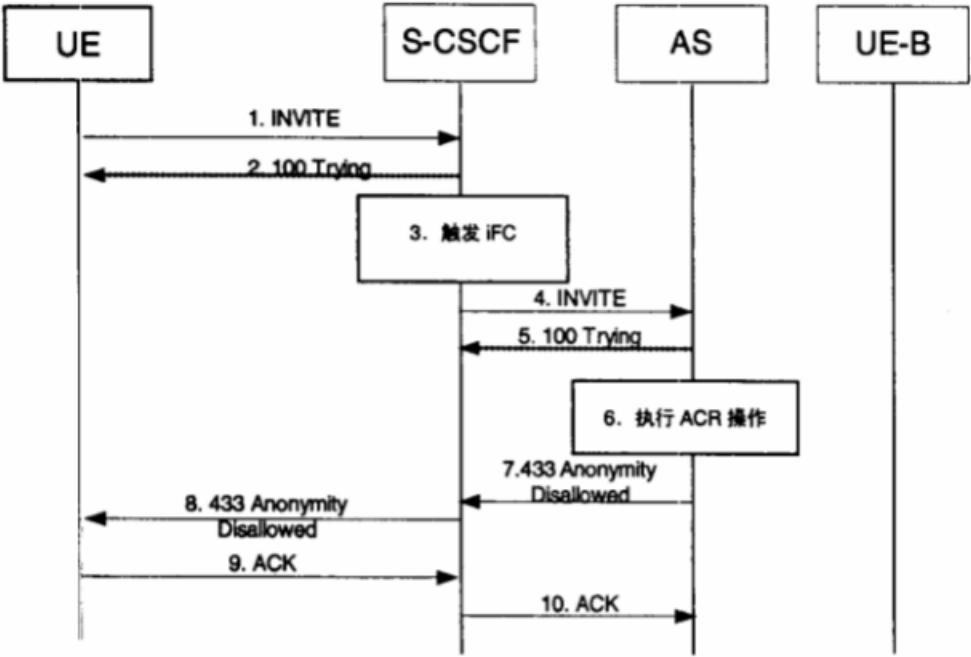 UE
S-CSCF
AS
UE-B
1. INVITE
2. 100 Trying
3. 触发 iFC
4. INVITE
5. 100 Trying
6. 执行 ACR 操作
7.433 Anonymity
Disallowed
8. 433 Anonymity
Disallowed
9. ACK
10. ACK